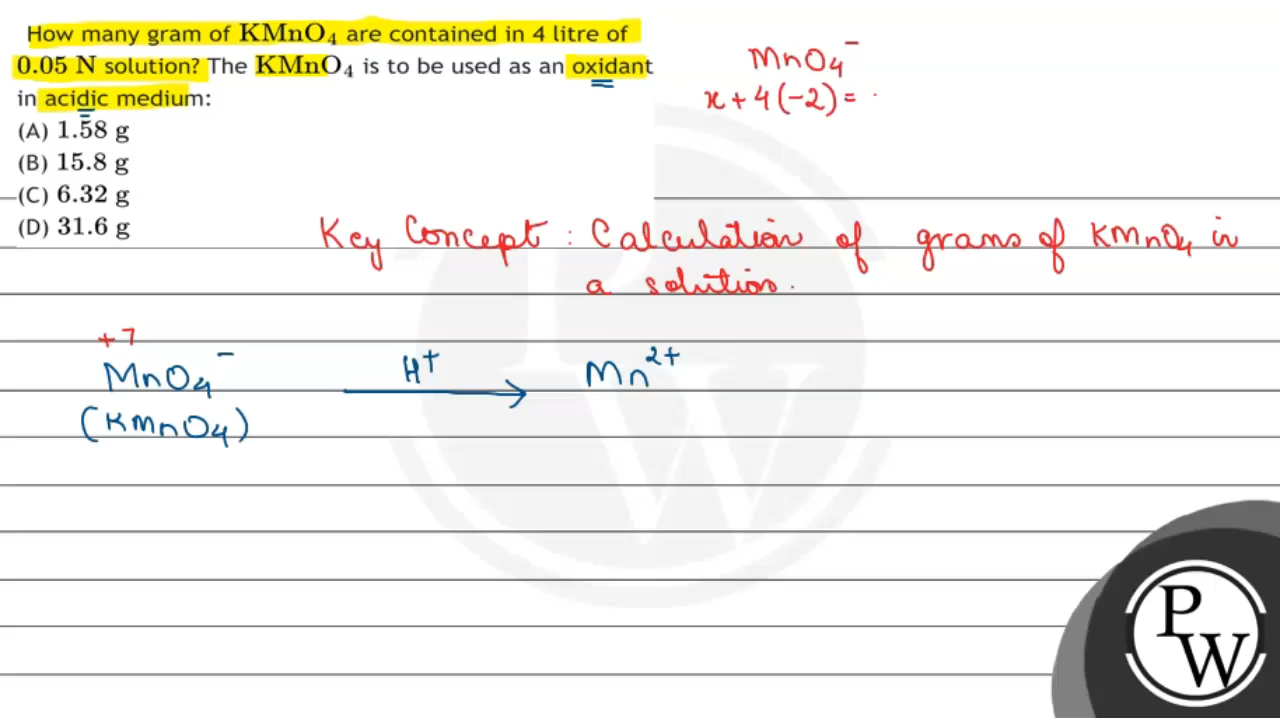 How many gram of KMnO₄ are contained in 4 litre of
0.05 N solution? The KMnO₄ is to be used as an oxidant
in acidic medium:
(A) 1.58 g
(B) 15.8 g
(C) 6.32 g
(D) 31.6 g
MnO₄⁻
x + 4(-2) =
Key Concept : Calculation of grams of KMnO₄ in
a solution.
+7
MnO₄⁻ H⁺ Mn²⁺
(KMnO₄)
P
W
PW